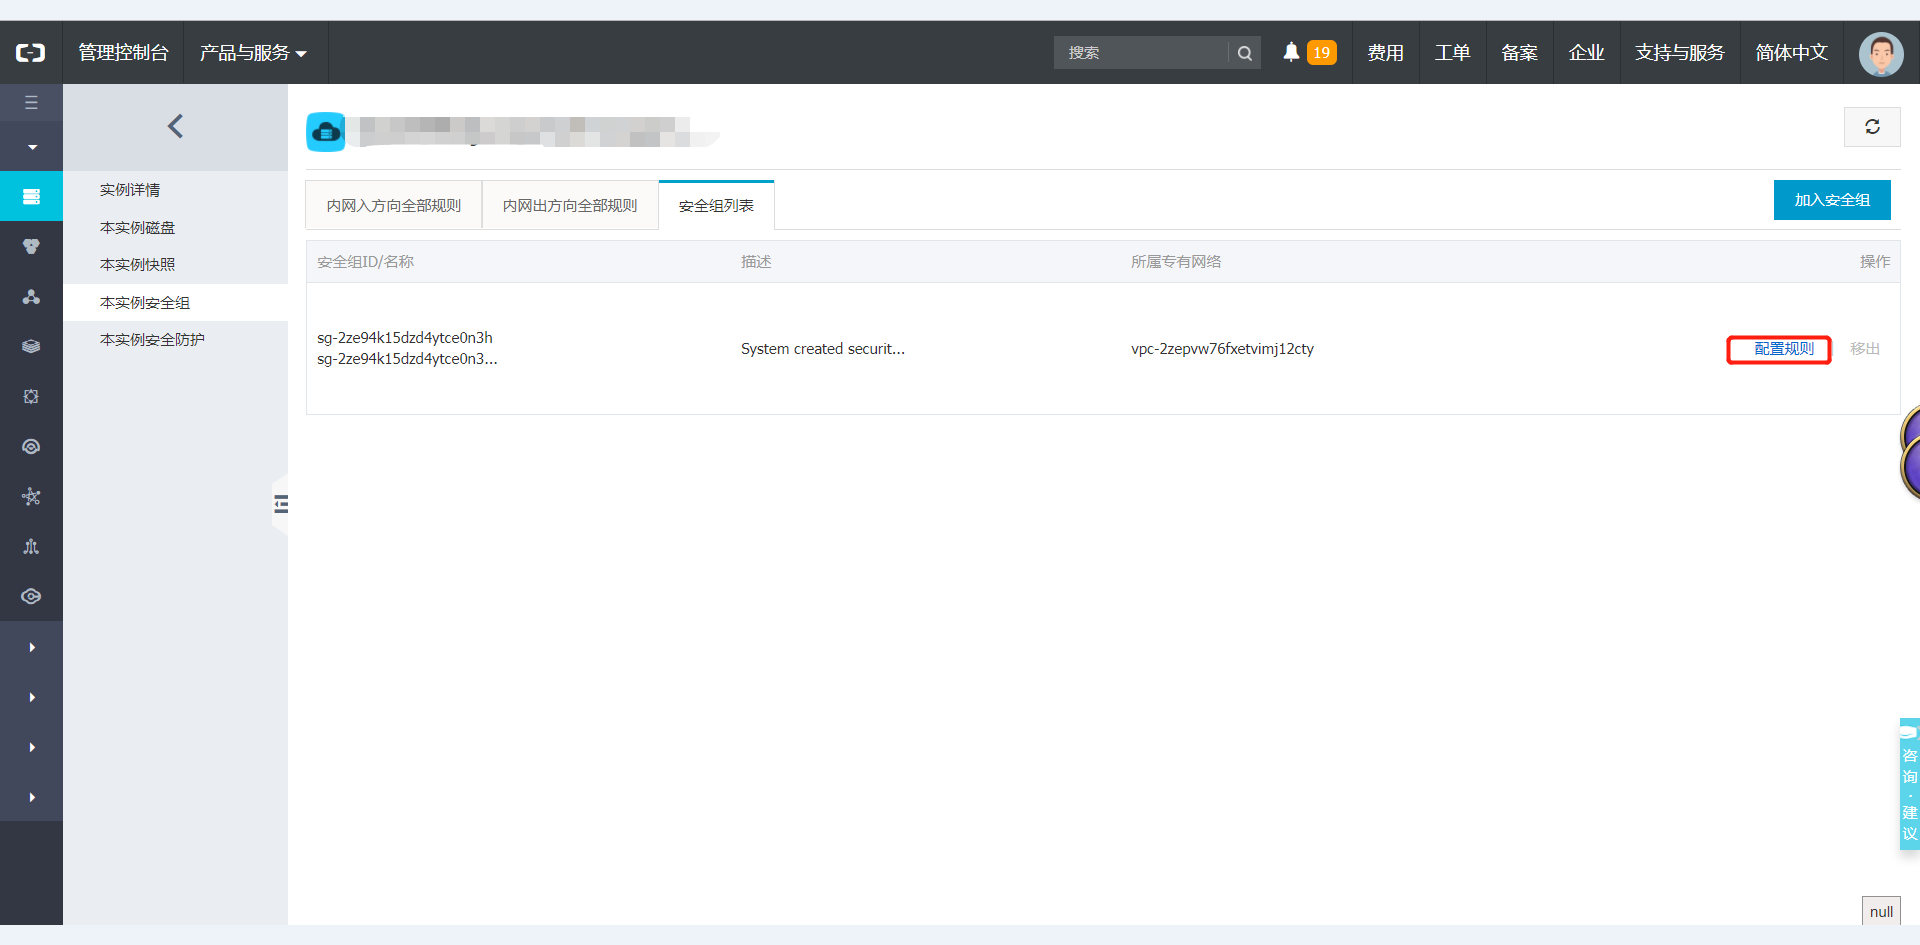 管理控制台
产品与服务
搜索
19
费用
工单
备案
企业
支持与服务
简体中文
实例详情
本实例磁盘
本实例快照
本实例安全组
本实例安全防护
内网入方向全部规则
内网出方向全部规则
安全组列表
加入安全组
安全组ID/名称
描述
所属专有网络
操作
sg-2ze94k15dzd4ytce0n3h
sg-2ze94k15dzd4ytce0n3...
System created securit...
vpc-2zepvw76fxetvimj12cty
配置规则
移出
咨询·建议
null